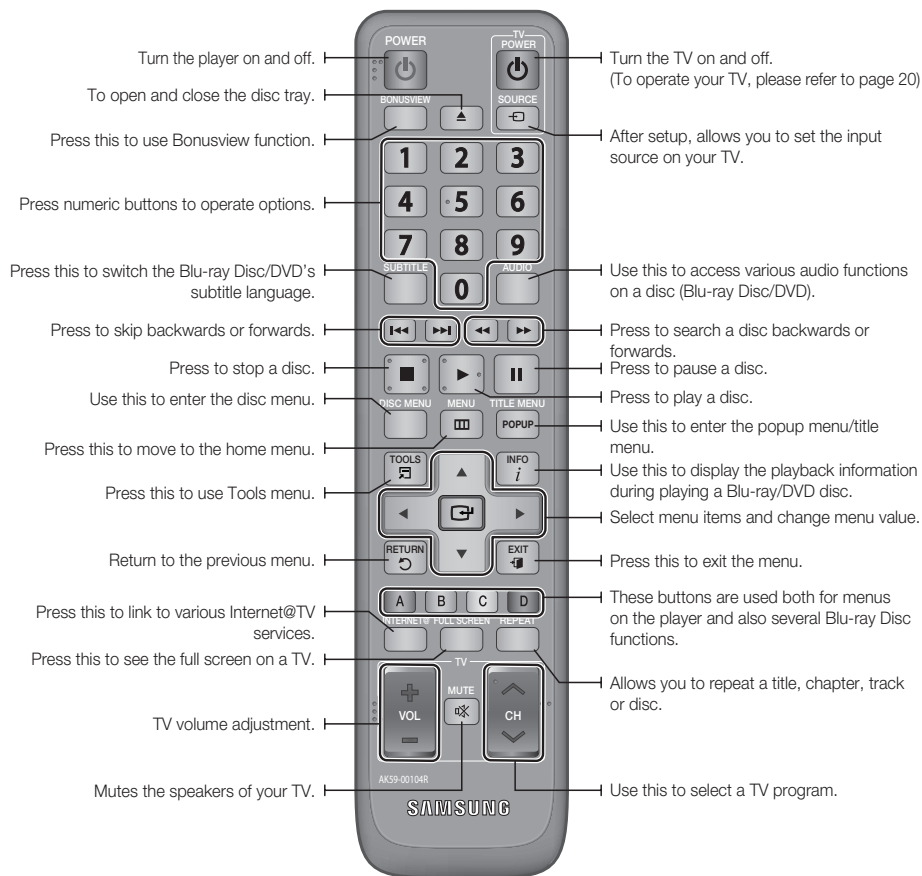 POWER
TV
POWER
Turn the player on and off.
Turn the TV on and off.
(To operate your TV, please refer to page 20)
To open and close the disc tray.
BONUSVIEW
SOURCE
Press this to use Bonusview function.
After setup, allows you to set the input
source on your TV.
1 2 3
Press numeric buttons to operate options.
4 5 6
7 8 9
Press this to switch the Blu-ray Disc/DVD's
subtitle language.
SUBTITLE
0
AUDIO
Use this to access various audio functions
on a disc (Blu-ray Disc/DVD).
Press to skip backwards or forwards.
Press to search a disc backwards or
forwards.
Press to stop a disc.
Press to pause a disc.
Use this to enter the disc menu.
Press to play a disc.
DISC MENU MENU TITLE MENU
POPUP
Use this to enter the popup menu/title
menu.
Press this to move to the home menu.
TOOLS
INFO
i
Use this to display the playback information
during playing a Blu-ray/DVD disc.
Press this to use Tools menu.
Select menu items and change menu value.
RETURN
EXIT
Return to the previous menu.
Press this to exit the menu.
A B C D
These buttons are used both for menus
on the player and also several Blu-ray Disc
functions.
Press this to link to various Internet@TV
services.
INTERNET@ FULL SCREEN REPEAT
Press this to see the full screen on a TV.
Allows you to repeat a title, chapter, track
or disc.
TV
MUTE
VOL
CH
TV volume adjustment.
AK59-00104R
Mutes the speakers of your TV.
Use this to select a TV program.
SAMSUNG